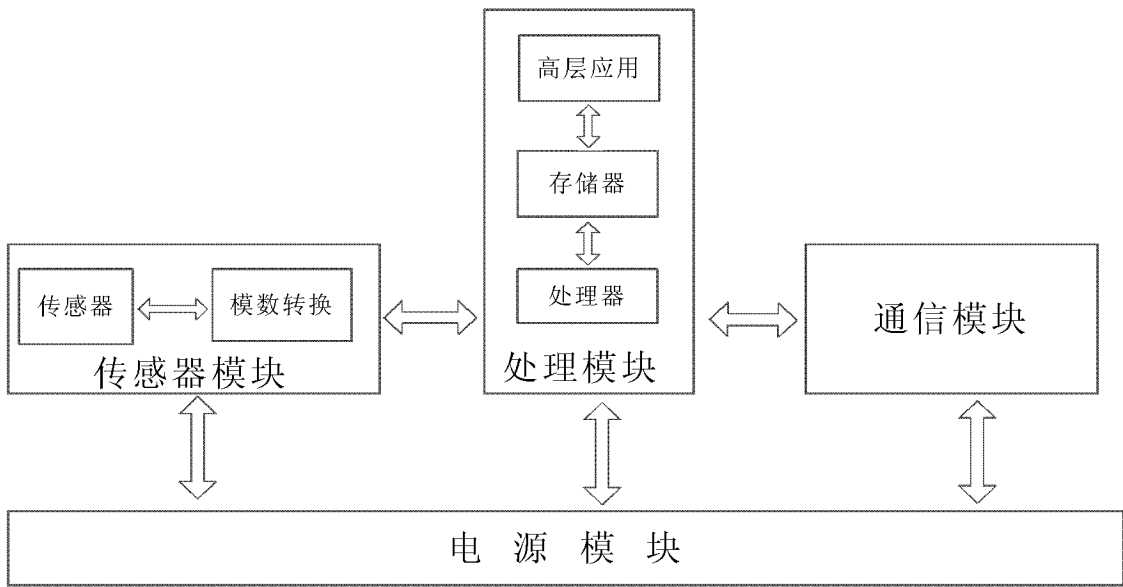 高层应用
存储器
处理器
处理模块
传感器
模数转换
传感器模块
通信模块
电源模块